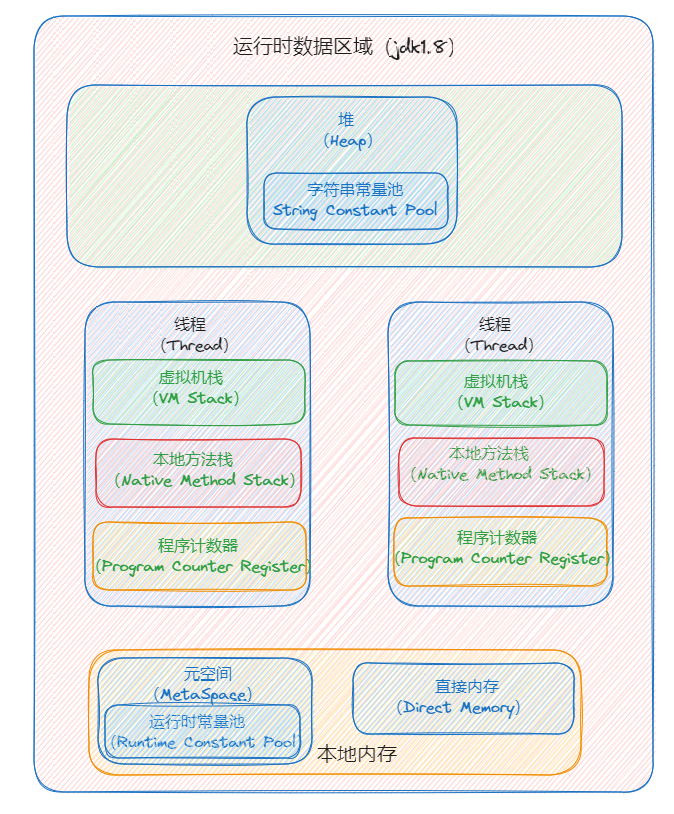 运行时数据区域（jdk1.8）
堆
(Heap)
字符串常量池
String Constant Pool
线程
(Thread)
虚拟机栈
(VM Stack)
本地方法栈
(Native Method Stack)
程序计数器
(Program Counter Register)
线程
(Thread)
虚拟机栈
(VM Stack)
本地方法栈
(Native Method Stack)
程序计数器
(Program Counter Register)
元空间
(MetaSpace)
运行时常量池
(Runtime Constant Pool
直接内存
(Direct Memory)
本地内存